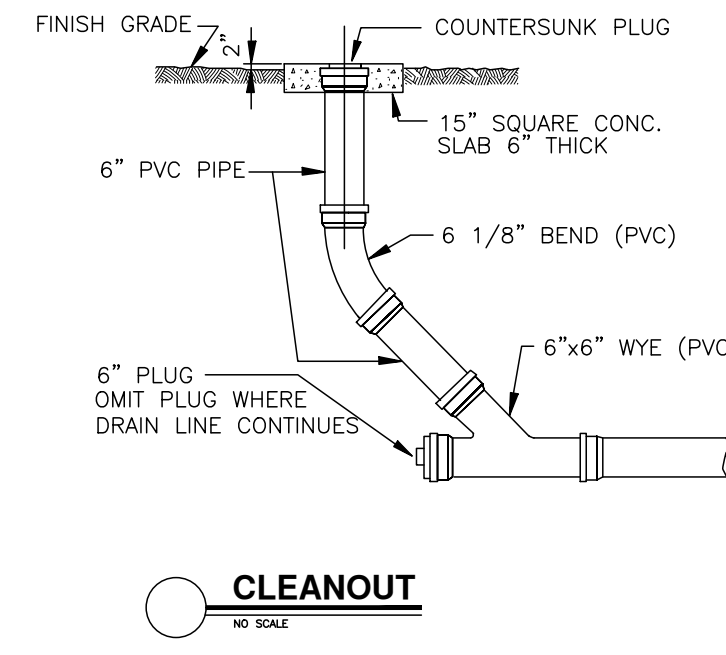 FINISH GRADE
2"
COUNTERSUNK PLUG
15" SQUARE CONC.
SLAB 6" THICK
6" PVC PIPE
6 1/8" BEND (PVC)
6"x6" WYE (PVC
6" PLUG
OMIT PLUG WHERE
DRAIN LINE CONTINUES
CLEANOUT
NO SCALE